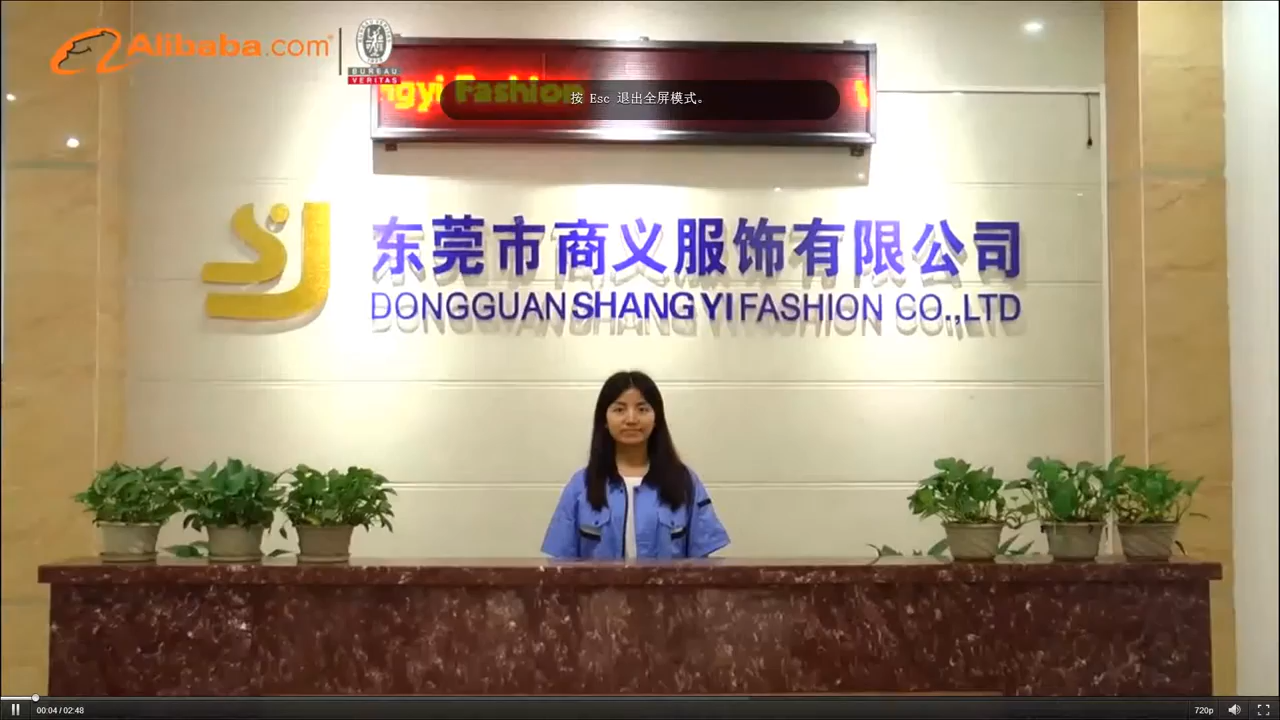 Alibaba.com
BUREAU
VERITAS
ngyi Fashion
按 Esc 退出全屏模式。
东莞市商义服饰有限公司
DONGGUAN SHANG YI FASHION CO.,LTD
00:04 / 02:48
720p